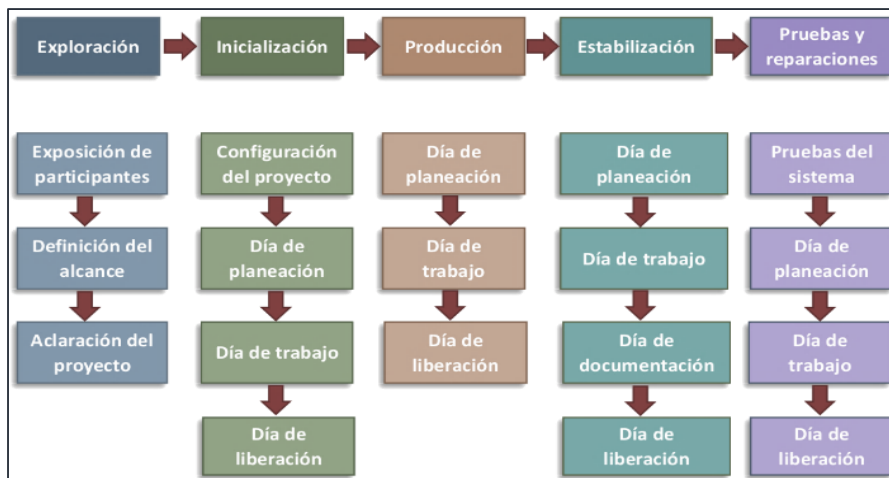 Exploración
Inicialización
Producción
Estabilización
Pruebas y
reparaciones
Exposición de
participantes
Definición del
alcance
Aclaración del
proyecto
Configuración
del proyecto
Día de
planeación
Día de trabajo
Día de
liberación
Día de
planeación
Día de
trabajo
Día de
liberación
Día de
planeación
Día de trabajo
Día de
documentación
Día de
liberación
Pruebas del
sistema
Día de
planeación
Día de
trabajo
Día de
liberación